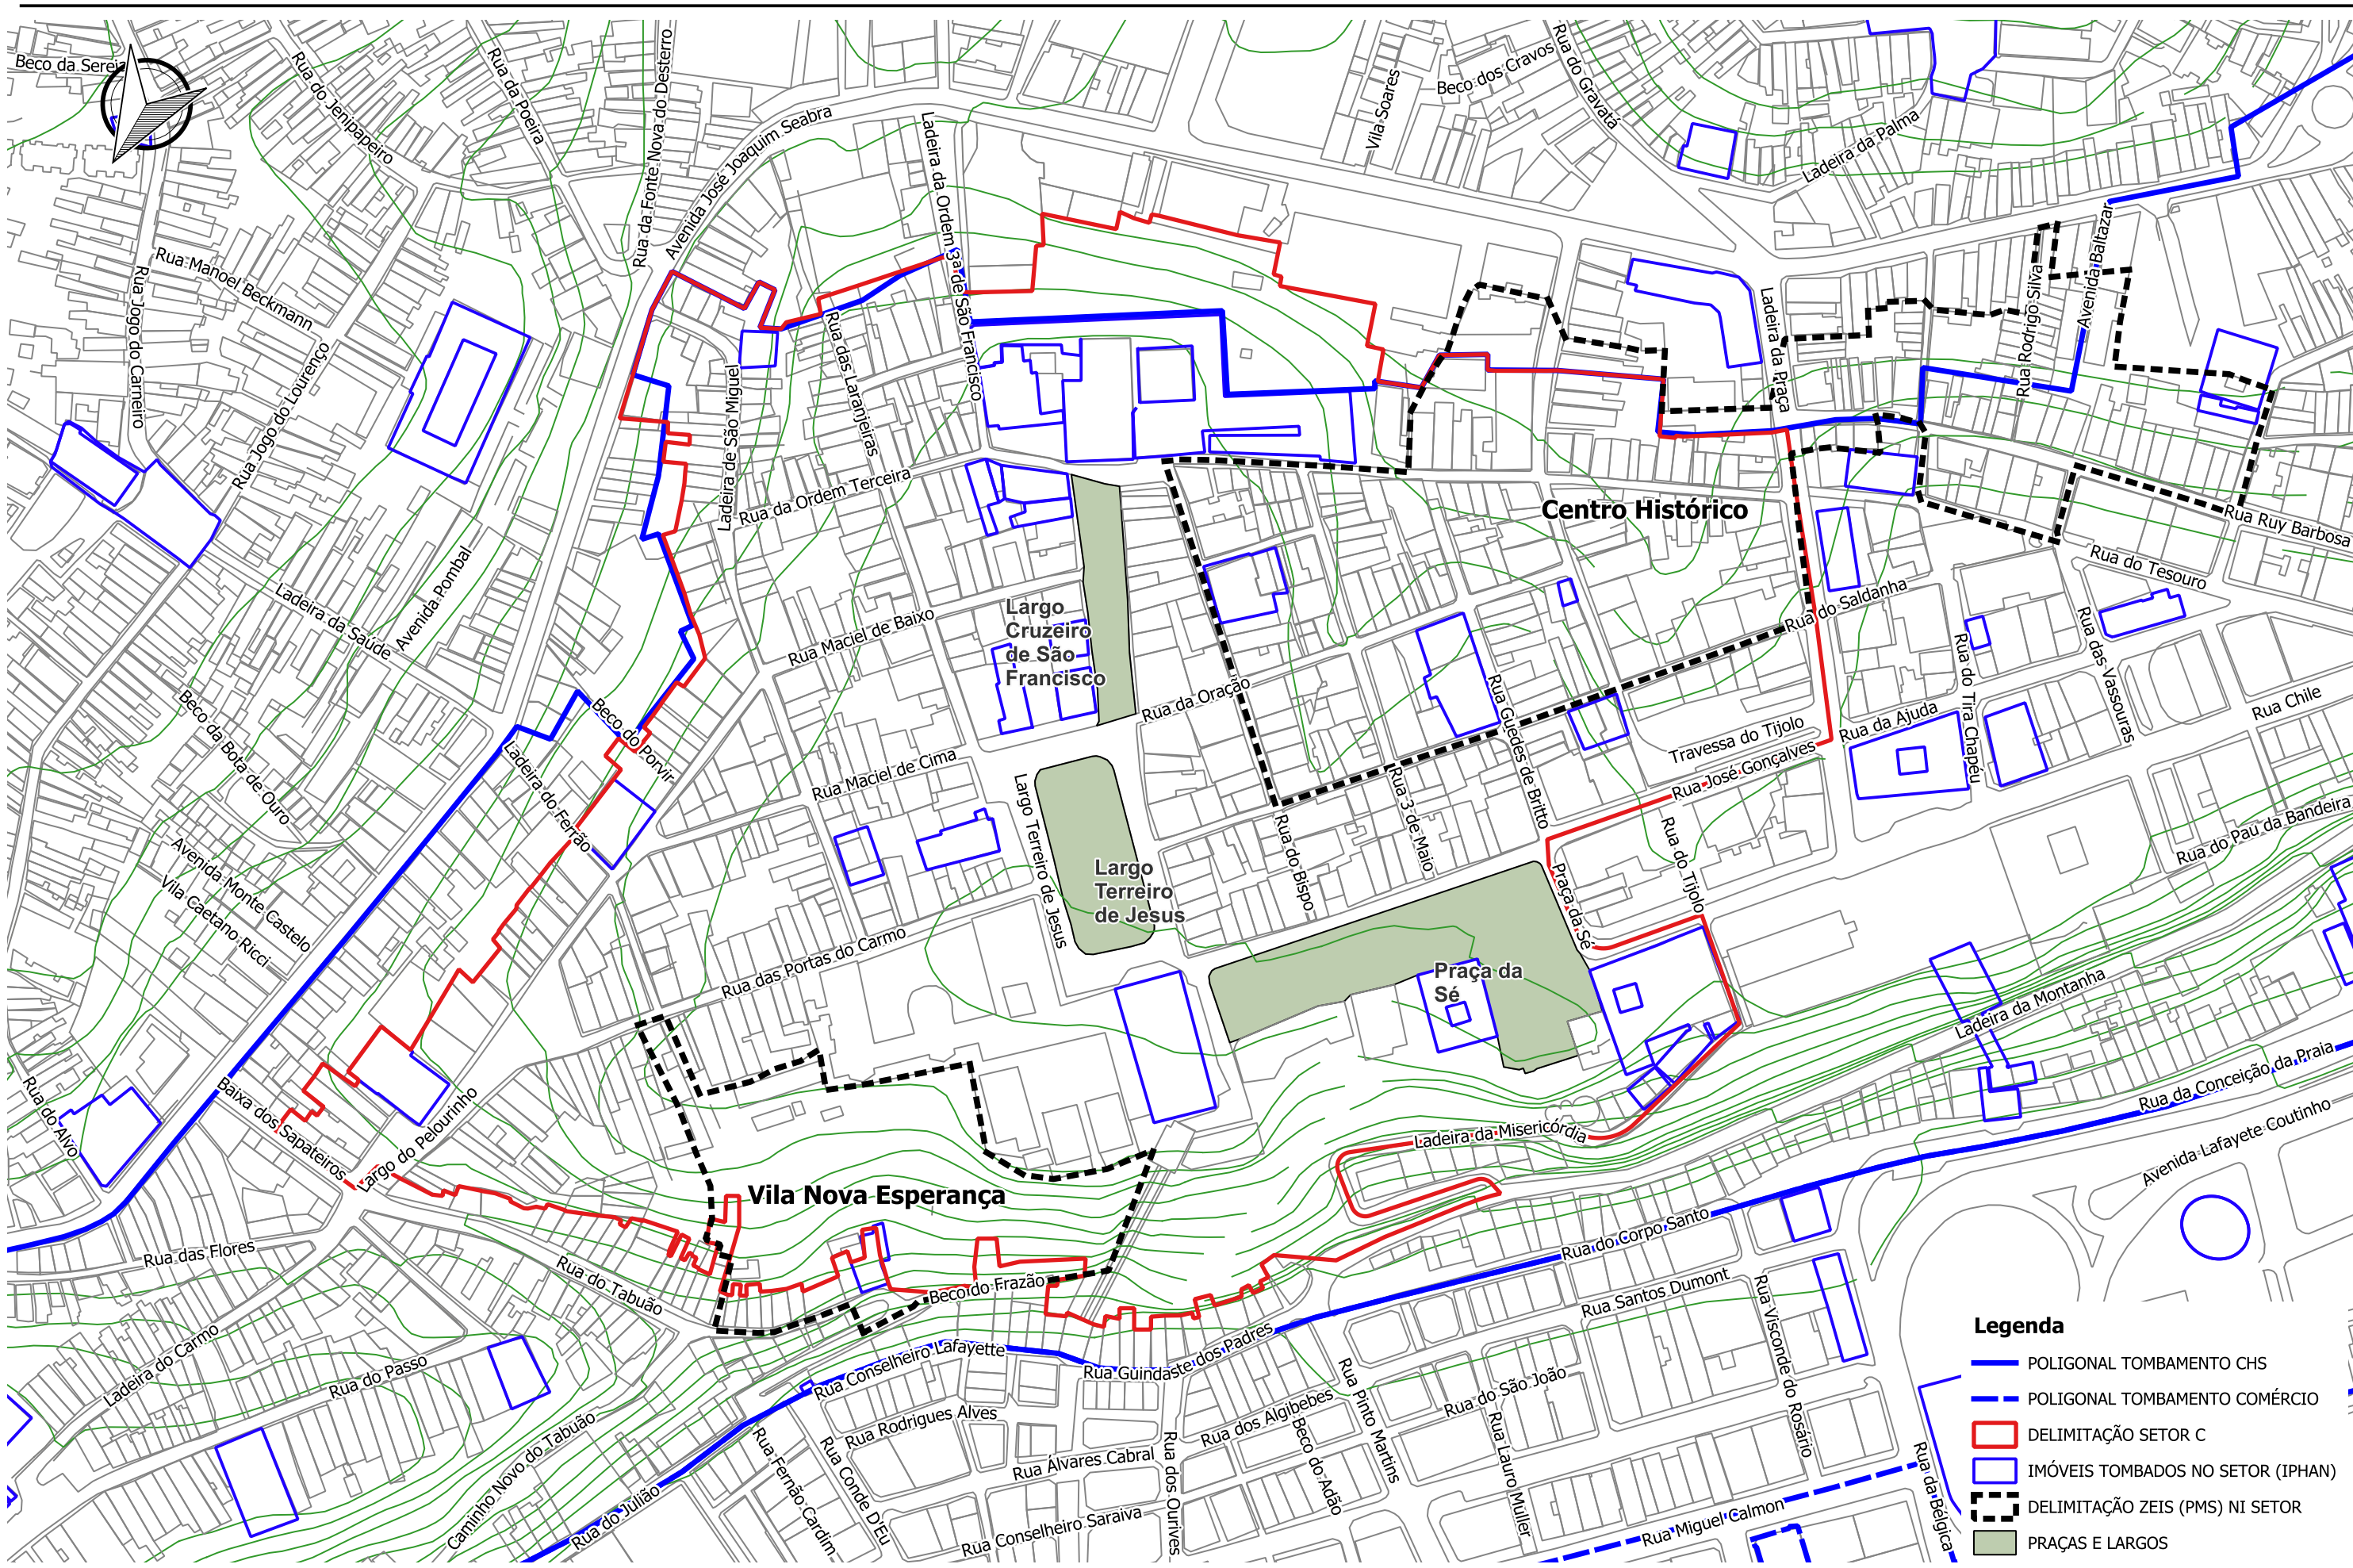 Beco da Sereia
Rua do Jenipapeiro
Rua da Poeira
Rua da Fonte Nova do Desterro
Avenida José Joaquim Seabra
Ladeira da Ordem 3ª de São Francisco
Vila Soares
Beco dos Cravos
Rua do Gravatá
Ladeira da Palma
Rua Manoel Beckmann
Rua Jogo do Carneiro
Rua Jogo do Lourenço
Ladeira de São Miguel
Rua das Laranjeiras
Ladeira da Praça
Rua Rodrigo Silva
Avenida Baltazar
Rua da Ordem Terceira
Centro Histórico
Rua Ruy Barbosa
Rua do Tesouro
Ladeira da Saúde
Avenida Pombal
Rua Maciel de Baixo
Largo
Cruzeiro
de São
Francisco
Rua da Oração
Rua do Saldanha
Rua do Tira Chapéu
Rua das Vassouras
Rua Chile
Beco da Bota de Ouro
Beco do Porvir
Ladeira do Ferrão
Rua Maciel de Cima
Rua Guedes de Britto
Travessa do Tijolo
Rua José Gonçalves
Rua da Ajuda
Largo Terreiro de Jesus
Rua 3 de Maio
Rua do Bispo
Rua do Tijolo
Rua do Pau da Bandeira
Avenida Monte Castelo
Vila Caetano Ricci
Largo
Terreiro
de Jesus
Praça da Sé
Rua das Portas do Carmo
Praça da
Sé
Ladeira da Montanha
Rua do Alvo
Baixa dos Sapateiros
Largo do Pelourinho
Ladeira da Misericórdia
Rua da Conceição da Praia
Avenida Lafayete Coutinho
Vila Nova Esperança
Rua das Flores
Rua do Tabuão
Beco do Frazão
Rua do Corpo Santo
Rua Santos Dumont
Rua Visconde do Rosário
Ladeira do Carmo
Rua do Passo
Rua Conselheiro Lafayette
Rua Guindaste dos Padres
Rua Pinto Martins
Rua do São João
Rua Rodrigues Alves
Rua dos Algibebes
Beco do Adão
Rua Lauro Müller
Caminho Novo do Tabuão
Rua do Julião
Rua Fernão Cardim
Rua Conde D'Eu
Rua Álvares Cabral
Rua dos Ourives
Rua Conselheiro Saraiva
Rua Miguel Calmon
Rua da Bélgica
Legenda
POLIGONAL TOMBAMENTO CHS
POLIGONAL TOMBAMENTO COMÉRCIO
DELIMITAÇÃO SETOR C
IMÓVEIS TOMBADOS NO SETOR (IPHAN)
DELIMITAÇÃO ZEIS (PMS) NI SETOR
PRAÇAS E LARGOS